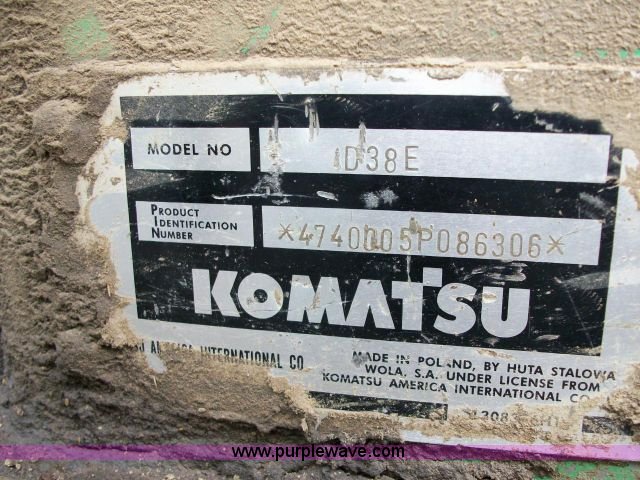 MODEL NO D38E
PRODUCT
IDENTIFICATION
NUMBER
*4740005P086306*
KOMATSU
INTERNATIONAL CO
MADE IN POLAND, BY HUTA STALOWA
WOLA, S.A. UNDER LICENSE FROM
KOMATSU AMERICA INTERNATIONAL CO
www.purplewave.com